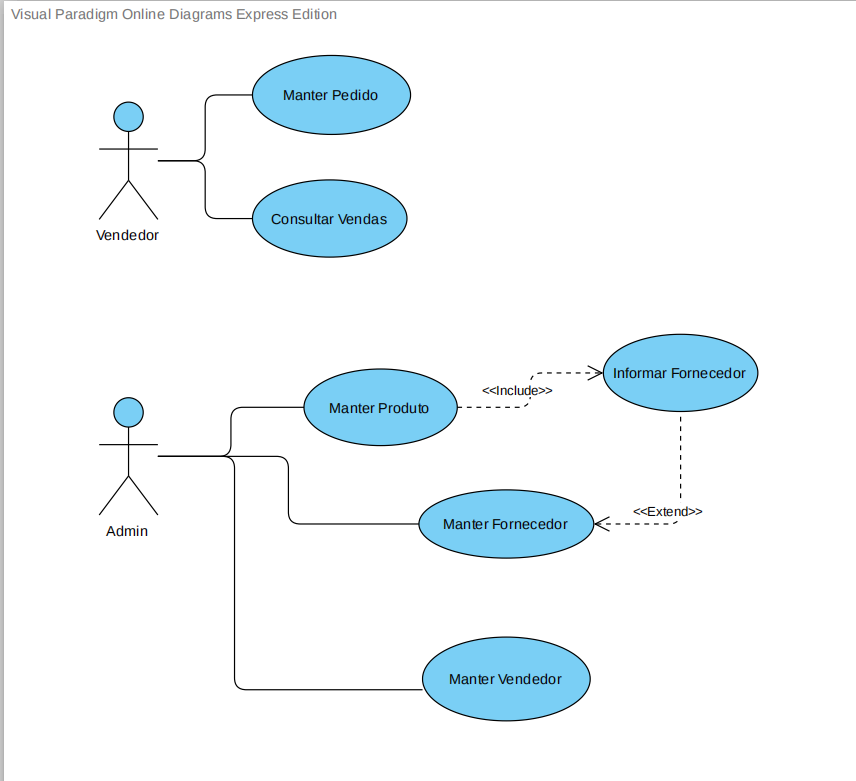 Visual Paradigm Online Diagrams Express Edition
Manter Pedido
Consultar Vendas
Vendedor
Informar Fornecedor
<<Include>>
Manter Produto
<<Extend>>
Manter Fornecedor
Admin
Manter Vendedor